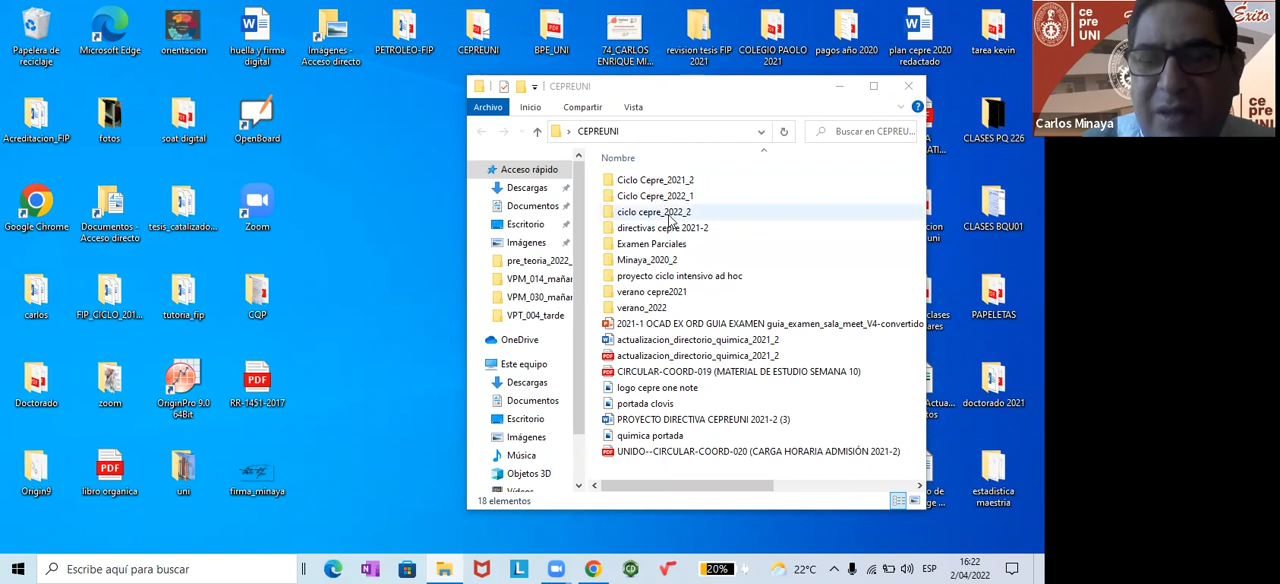 Papelera de reciclaje
Microsoft Edge
orientacion
huella y firma digital
Imagenes - Acceso directo
PETROLEO-FIP
CEPREUNI
BPE_UNI
74_CARLOS ENRIQUE MI...
revision tesis FIP 2021
COLEGIO PAOLO 2021
pagos año 2020
plan cepre 2020 redactado
tarea kevin
Acreditacion_FIP
fotos
soat digital
OpenBoard
CLASES PQ 226
Google Chrome
Documentos - Acceso directo
tesis_catalizado...
Zoom
CLASES BQU01
carlos
FIP_CICLO_201...
tutoria_fip
CQP
PAPELETAS
Doctorado
zoom
OriginPro 9.0 64Bit
RR-1451-2017
doctorado 2021
Origin9
libro organica
uni
firma_minaya
estadistica maestria
CEPREUNI
Archivo
Inicio
Compartir
Vista
CEPREUNI
Buscar en CEPREU...
Acceso rápido
Descargas
Documentos
Escritorio
Imágenes
pre_teoria_2022_
VPM_014_mañar
VPM_030_mañar
VPT_004_tarde
OneDrive
Este equipo
Descargas
Documentos
Escritorio
Imágenes
Música
Objetos 3D
Nombre
Ciclo Cepre_2021_2
Ciclo Cepre_2022_1
ciclo cepre_2022_2
directivas cepre 2021-2
Examen Parciales
Minaya_2020_2
proyecto ciclo intensivo ad hoc
verano cepre2021
verano_2022
2021-1 OCAD EX ORD GUIA EXAMEN guia_examen_sala_meet_V4-convertido
actualizacion_directorio_quimica_2021_2
actualizacion_directorio_quimica_2021_2
CIRCULAR-COORD-019 (MATERIAL DE ESTUDIO SEMANA 10)
logo cepre one note
portada clovis
PROYECTO DIRECTIVA CEPREUNI 2021-2 (3)
quimica portada
UNIDO--CIRCULAR-COORD-020 (CARGA HORARIA ADMISIÓN 2021-2)
18 elementos
ce
pre
UNI
Éxito
ce
pre
Carlos Minaya
Escribe aquí para buscar
20%
22°C
ESP
16:22
2/04/2022